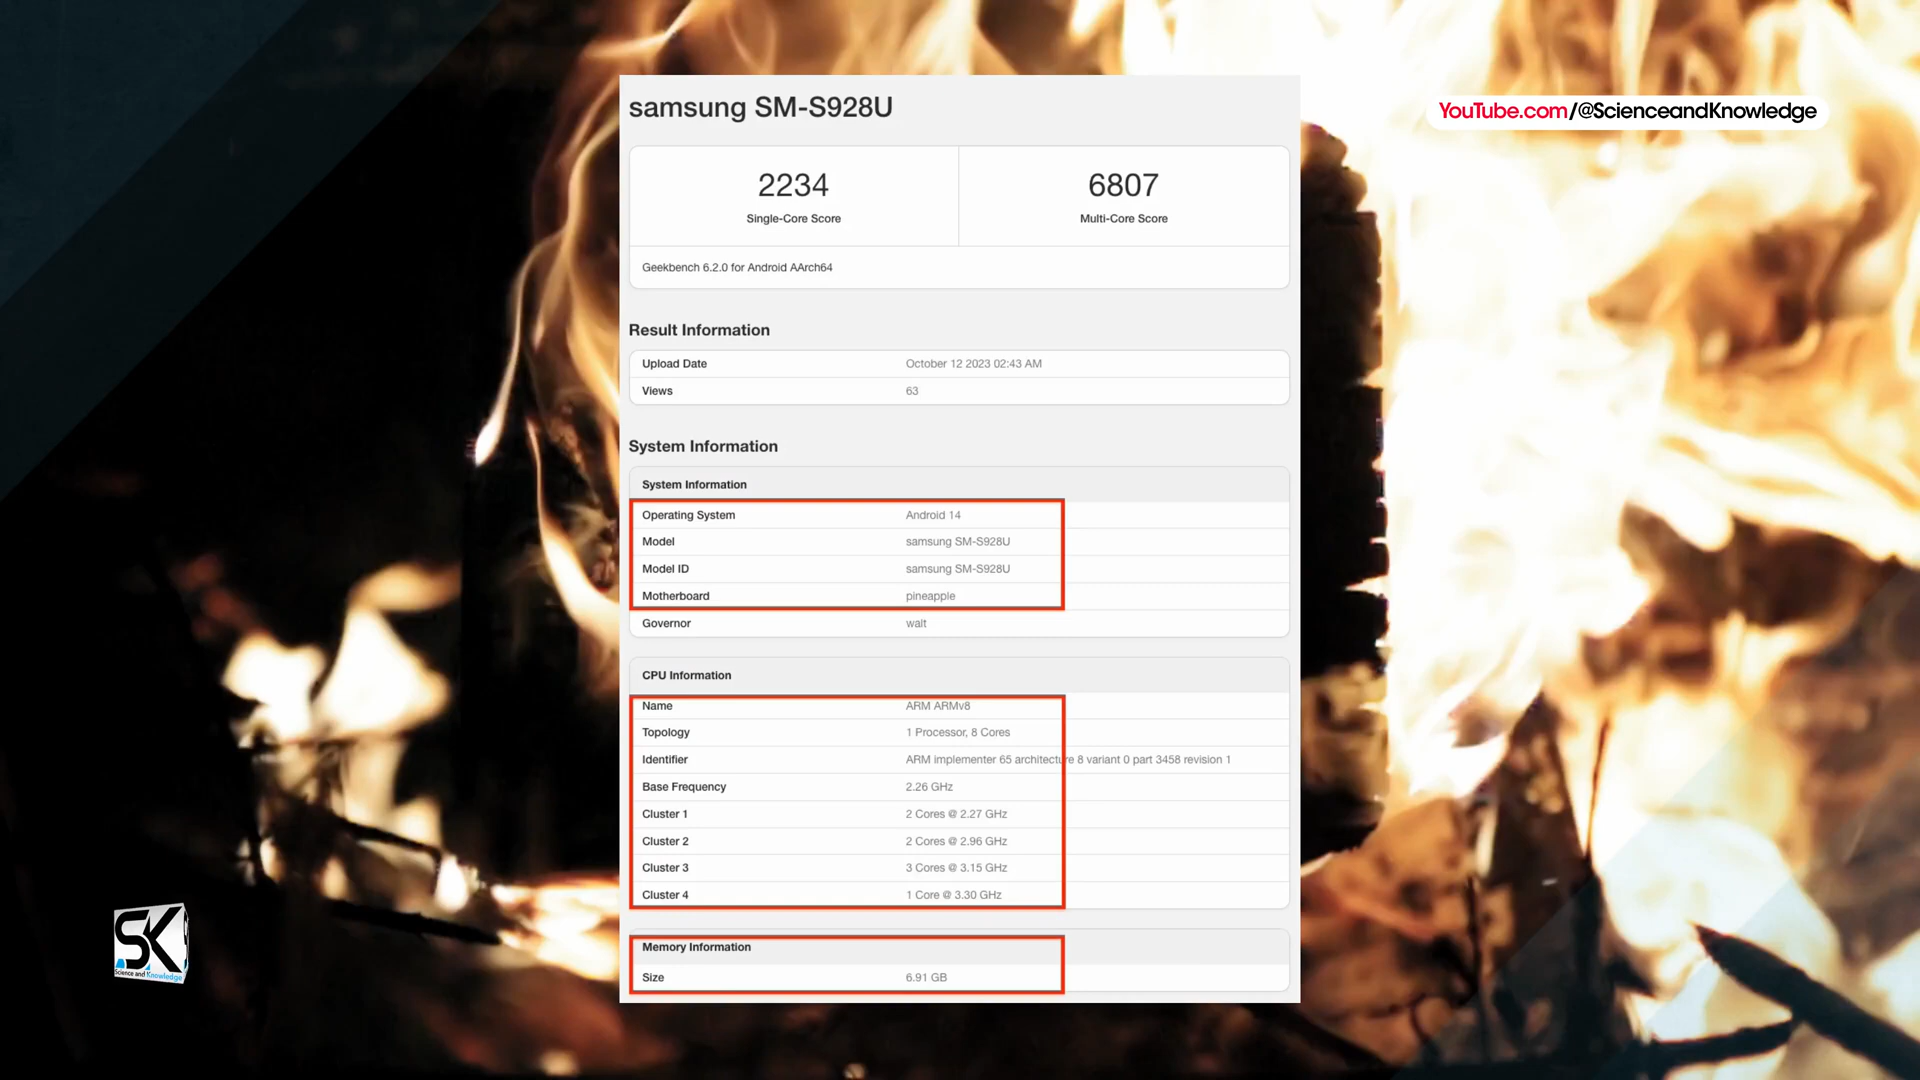 YouTube.com/@ScienceandKnowledge
samsung SM-S928U
2234
Single-Core Score
6807
Multi-Core Score
Geekbench 6.2.0 for Android AArch64
Result Information
Upload Date October 12 2023 02:43 AM
Views 63
System Information
System Information
Operating System Android 14
Model samsung SM-S928U
Model ID samsung SM-S928U
Motherboard pineapple
Governor walt
CPU Information
Name ARM ARMv8
Topology 1 Processor, 8 Cores
Identifier ARM implementer 65 architecture 8 variant 0 part 3458 revision 1
Base Frequency 2.26 GHz
Cluster 1 2 Cores @ 2.27 GHz
Cluster 2 2 Cores @ 2.96 GHz
Cluster 3 3 Cores @ 3.15 GHz
Cluster 4 1 Core @ 3.30 GHz
Memory Information
Size 6.91 GB
SK
Science and Knowledge